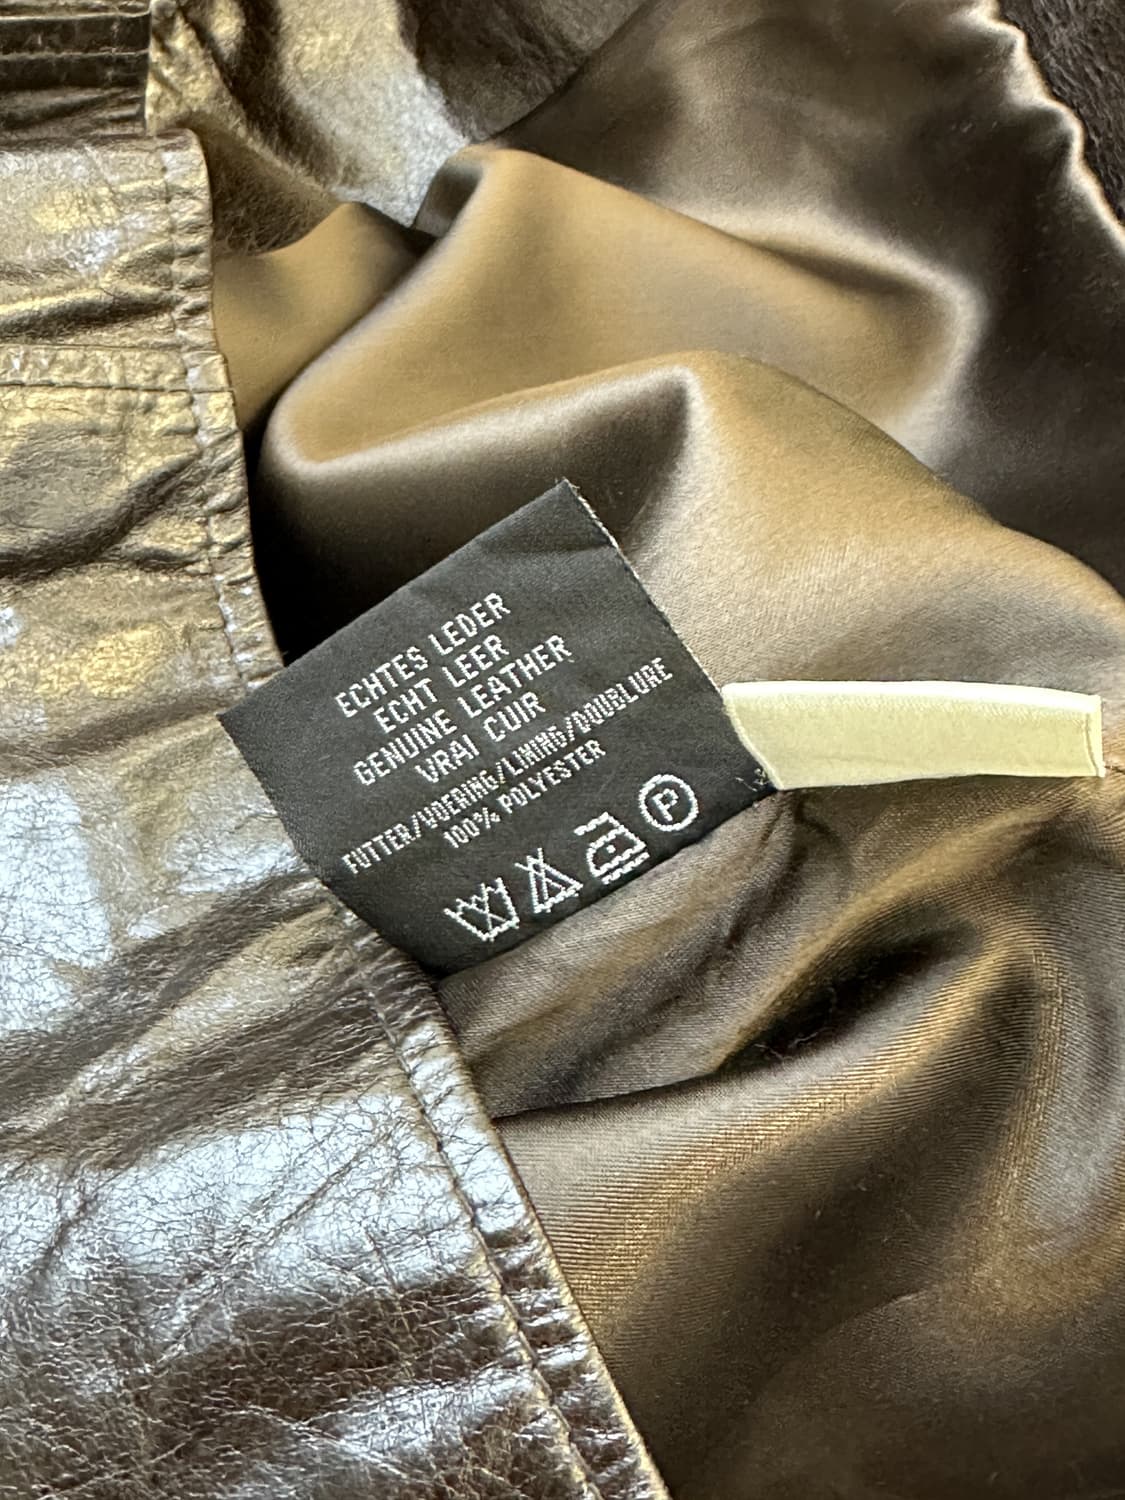 ECHTES LEDER
ECHT LEER
GENUINE LEATHER
VRAI CUIR
FUTTER/VOERING/LINING/DOUBLURE
100% POLYESTER
P